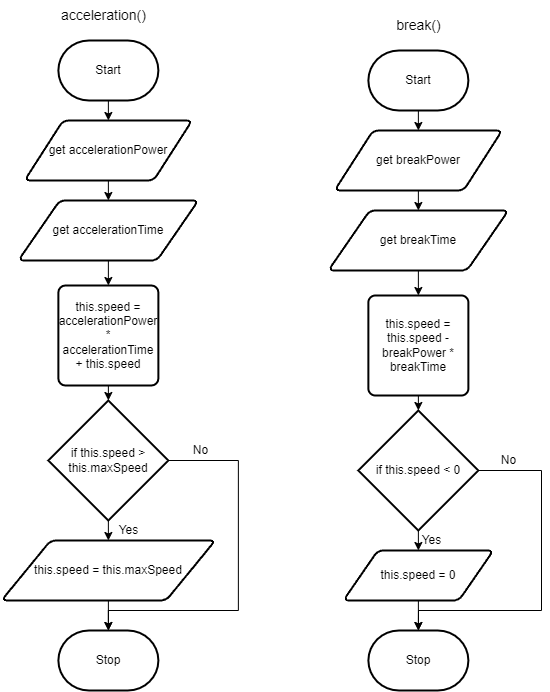 acceleration()
Start
get accelerationPower
get accelerationTime
this.speed =
accelerationPower
*
accelerationTime
+ this.speed
if this.speed >
this.maxSpeed
No
Yes
this.speed = this.maxSpeed
Stop
break()
Start
get breakPower
get breakTime
this.speed =
this.speed -
breakPower *
breakTime
if this.speed < 0
No
Yes
this.speed = 0
Stop